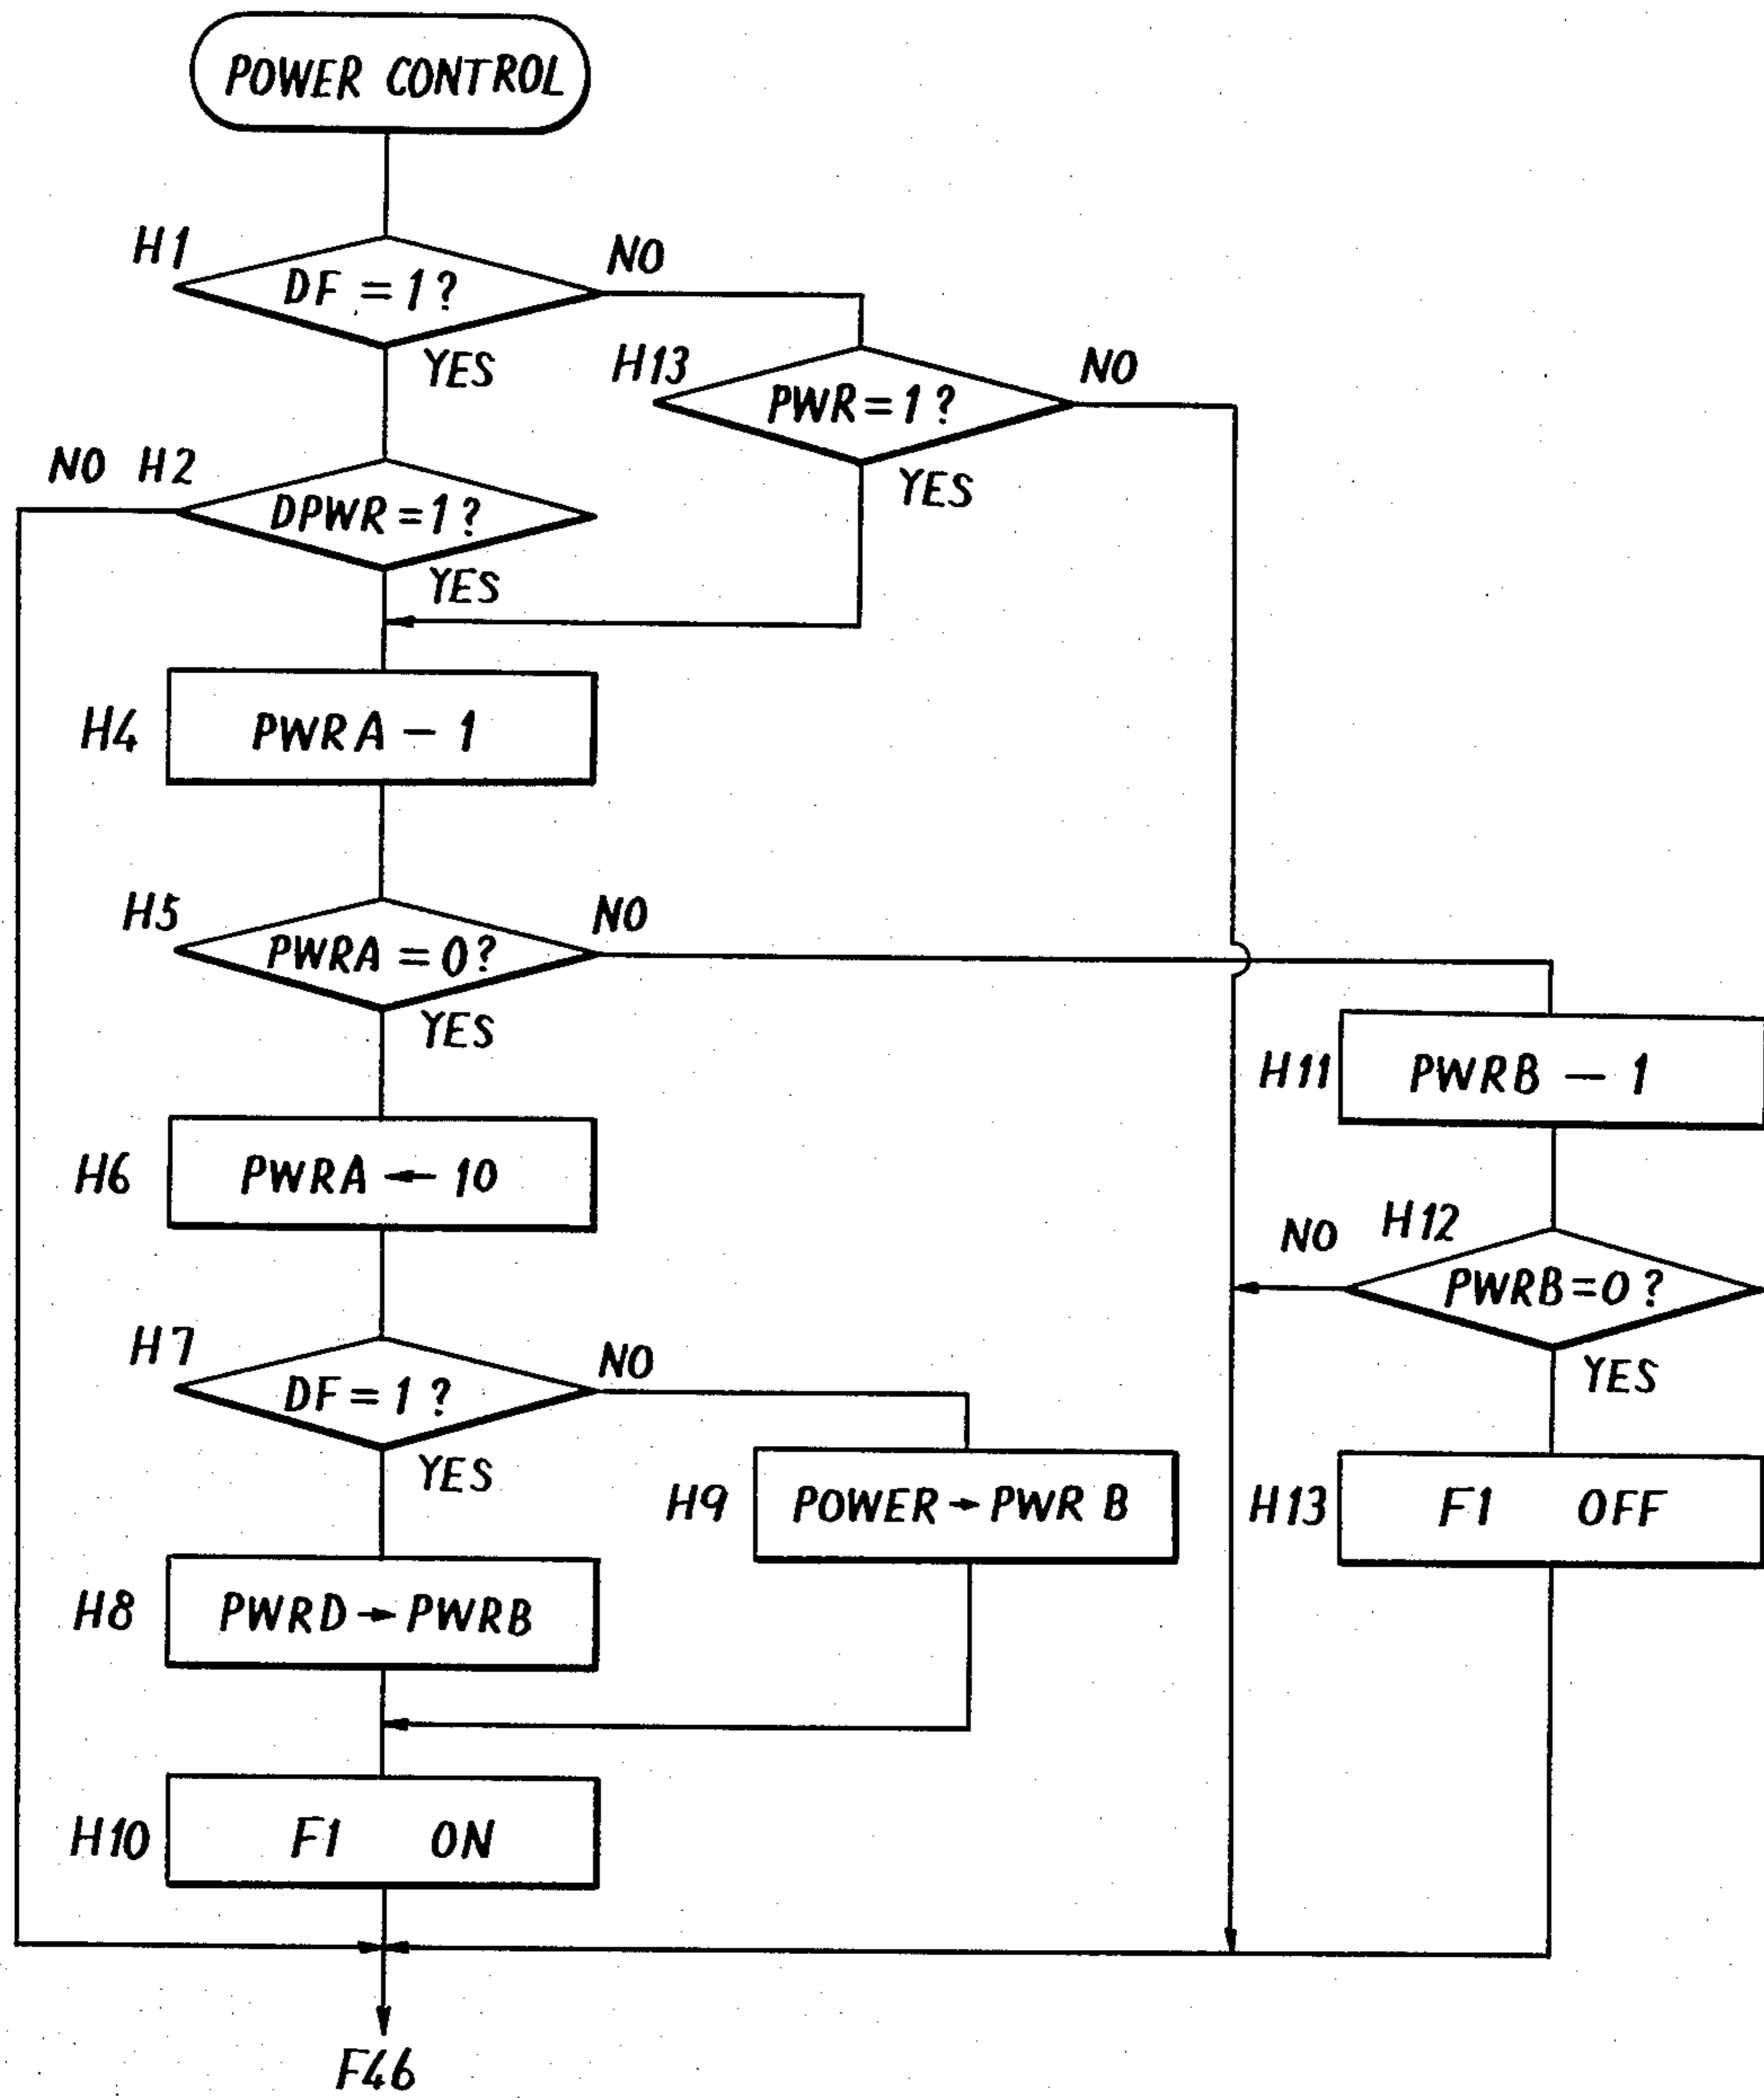 POWER CONTROL
H1
DF = 1 ?
NO
YES
H13
PWR = 1 ?
NO
YES
NO H2
DPWR = 1 ?
YES
H4
PWRA - 1
H5
PWRA = 0 ?
NO
YES
H11
PWRB - 1
H6
PWRA ← 10
H12
NO
PWRB = 0 ?
YES
H7
DF = 1 ?
NO
YES
H9
POWER → PWR B
H13
F1 OFF
H8
PWRD → PWRB
H10
F1 ON
F46